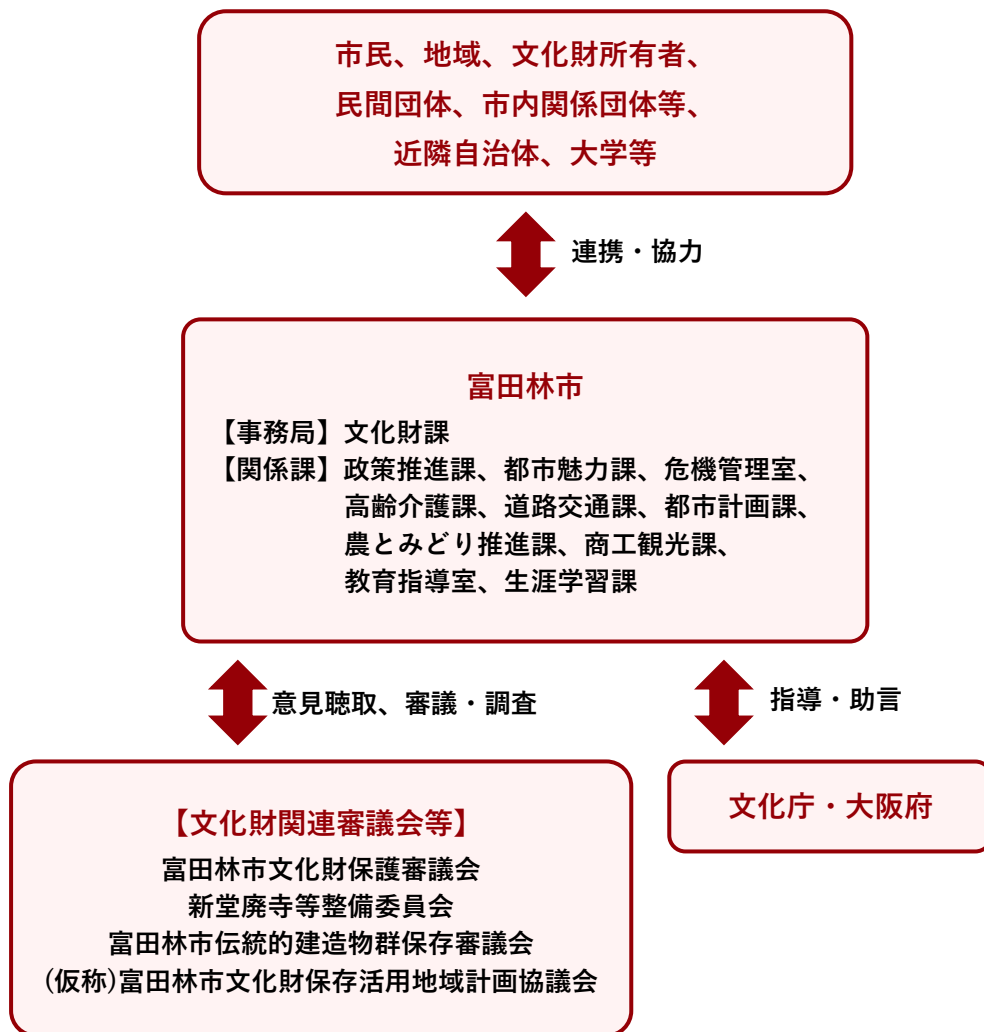 市民、地域、文化財所有者、
民間団体、市内関係団体等、
近隣自治体、大学等
連携・協力
富田林市
【事務局】文化財課
【関係課】政策推進課、都市魅力課、危機管理室、
高齢介護課、道路交通課、都市計画課、
農とみどり推進課、商工観光課、
教育指導室、生涯学習課
意見聴取、審議・調査
指導・助言
【文化財関連審議会等】
富田林市文化財保護審議会
新堂廃寺等整備委員会
富田林市伝統的建造物群保存審議会
(仮称)富田林市文化財保存活用地域計画協議会
文化庁・大阪府